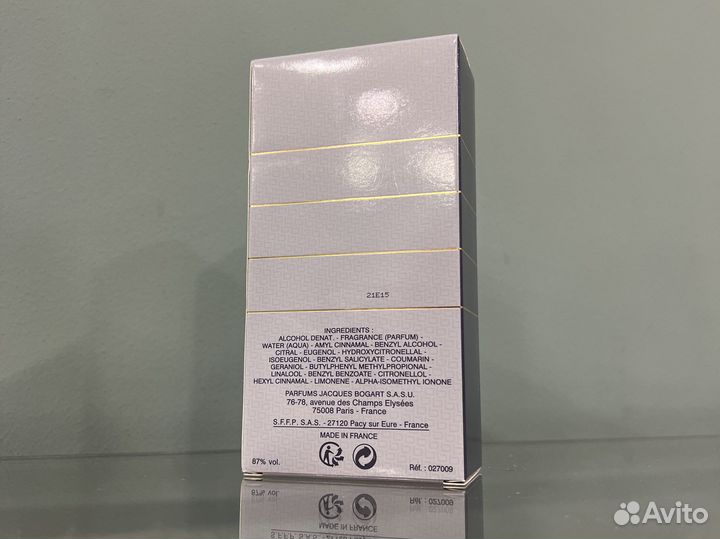 21E15
INGREDIENTS :
ALCOHOL DENAT. - FRAGRANCE (PARFUM) -
WATER (AQUA) - AMYL CINNAMAL - BENZYL ALCOHOL
- CITRAL - EUGENOL - HYDROXYCITRONELLAL -
ISOEUGENOL - BENZYL SALICYLATE - COUMARIN -
GERANIOL - BUTYLPHENYL METHYLPROPIONAL -
LINALOOL - BENZYL BENZOATE - CITRONELLOL -
HEXYL CINNAMAL - LIMONENE - ALPHA-ISOMETHYL IONONE
PARFUMS JACQUES BOGART S.A.S.U.
76-78, avenue des Champs Elysées
75008 Paris - France
S.F.F.P. S.A.S. - 27120 Pacy sur Eure - France
MADE IN FRANCE
87% vol.
Réf. : 027009
Avito